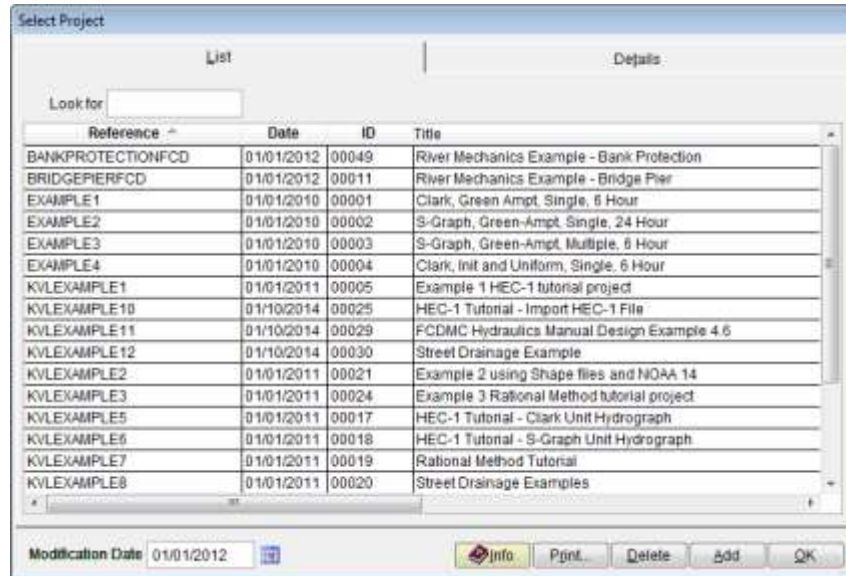 Select Project
List Details
Look for
Reference Date ID Title
BANKPROTECTIONFCD 01/01/2012 00049 River Mechanics Example - Bank Protection
BRIDGEPIERFCD 01/01/2012 00011 River Mechanics Example - Bridge Pier
EXAMPLE1 01/01/2010 00001 Clark, Green Ampt, Single, 6 Hour
EXAMPLE2 01/01/2010 00002 S-Graph, Green-Ampt, Single, 24 Hour
EXAMPLE3 01/01/2010 00003 S-Graph, Green-Ampt, Multiple, 6 Hour
EXAMPLE4 01/01/2010 00004 Clark, Init and Uniform, Single, 6 Hour
KVLEXAMPLE1 01/01/2011 00005 Example 1 HEC-1 tutorial project
KVLEXAMPLE10 01/10/2014 00025 HEC-1 Tutorial - Import HEC-1 File
KVLEXAMPLE11 01/10/2014 00029 FCDMC Hydraulics Manual Design Example 4.6
KVLEXAMPLE12 01/10/2014 00030 Street Drainage Example
KVLEXAMPLE2 01/01/2011 00021 Example 2 using Shape files and NOAA 14
KVLEXAMPLE3 01/01/2011 00024 Example 3 Rational Method tutorial project
KVLEXAMPLE5 01/01/2011 00017 HEC-1 Tutorial - Clark Unit Hydrograph
KVLEXAMPLE6 01/01/2011 00018 HEC-1 Tutorial - S-Graph Unit Hydrograph
KVLEXAMPLE7 01/01/2011 00019 Rational Method Tutorial
KVLEXAMPLE8 01/01/2011 00020 Street Drainage Examples
Modification Date 01/01/2012 Info Print... Delete Add OK